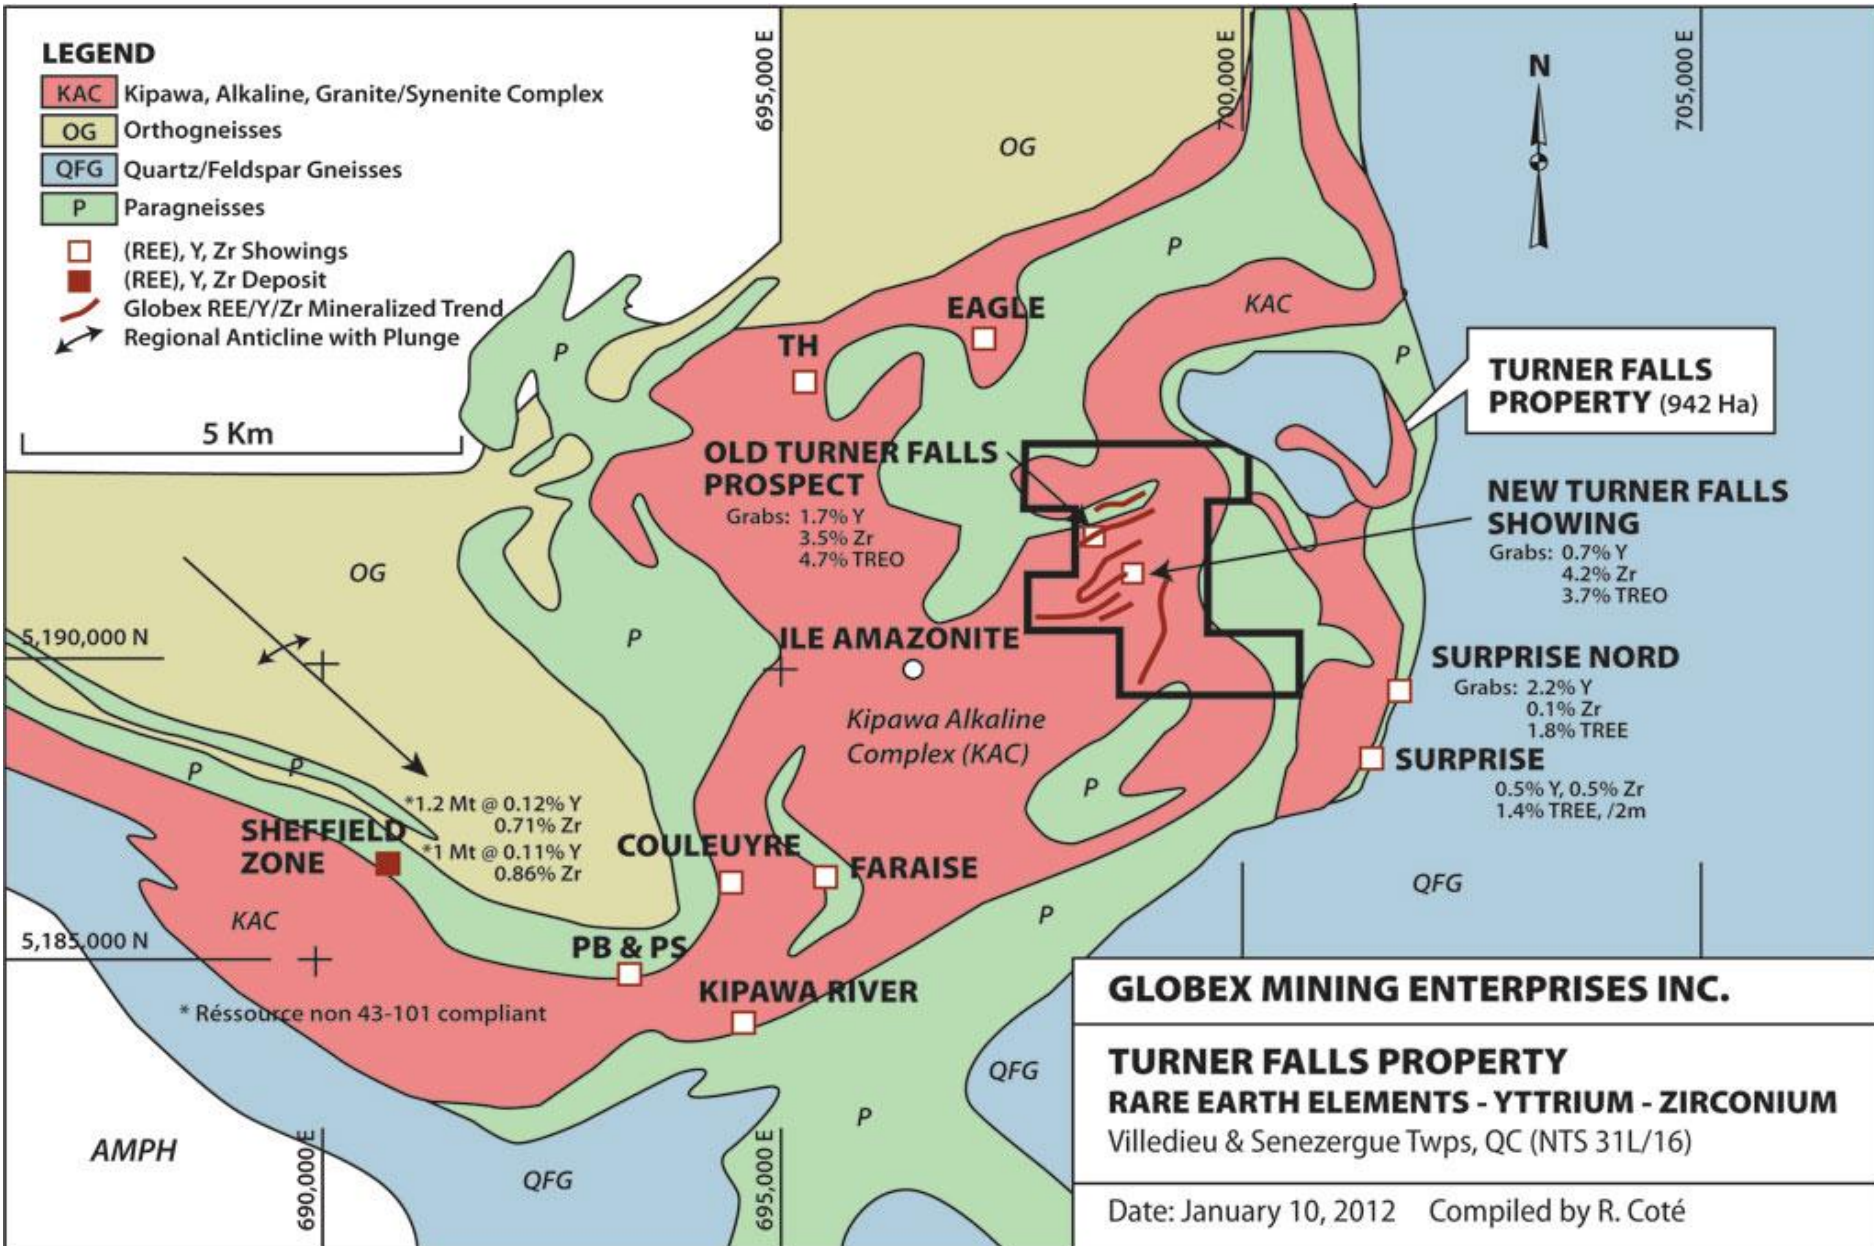 LEGEND
KAC Kipawa, Alkaline, Granite/Synenite Complex
OG Orthogneisses
QFG Quartz/Feldspar Gneisses
P Paragneisses
(REE), Y, Zr Showings
(REE), Y, Zr Deposit
Globex REE/Y/Zr Mineralized Trend
Regional Anticline with Plunge
5 Km
695,000 E
700,000 E
705,000 E
N
OG
P
KAC
EAGLE
TH
P
P
TURNER FALLS
PROPERTY (942 Ha)
OLD TURNER FALLS
PROSPECT
Grabs: 1.7% Y
3.5% Zr
4.7% TREO
NEW TURNER FALLS
SHOWING
Grabs: 0.7% Y
4.2% Zr
3.7% TREO
OG
5,190,000 N
P
ILE AMAZONITE
SURPRISE NORD
Grabs: 2.2% Y
0.1% Zr
1.8% TREE
Kipawa Alkaline
Complex (KAC)
SURPRISE
0.5% Y, 0.5% Zr
1.4% TREE, /2m
P
P
P
*1.2 Mt @ 0.12% Y
0.71% Zr
*1 Mt @ 0.11% Y
0.86% Zr
SHEFFIELD
ZONE
COULEUYRE
FARAISE
QFG
KAC
P
5,185,000 N
PB & PS
KIPAWA RIVER
* Réssource non 43-101 compliant
QFG
P
AMPH
QFG
690,000 E
695,000 E
GLOBEX MINING ENTERPRISES INC.
TURNER FALLS PROPERTY
RARE EARTH ELEMENTS - YTTRIUM - ZIRCONIUM
Villedieu & Senezergue Twps, QC (NTS 31L/16)
Date: January 10, 2012 Compiled by R. Coté